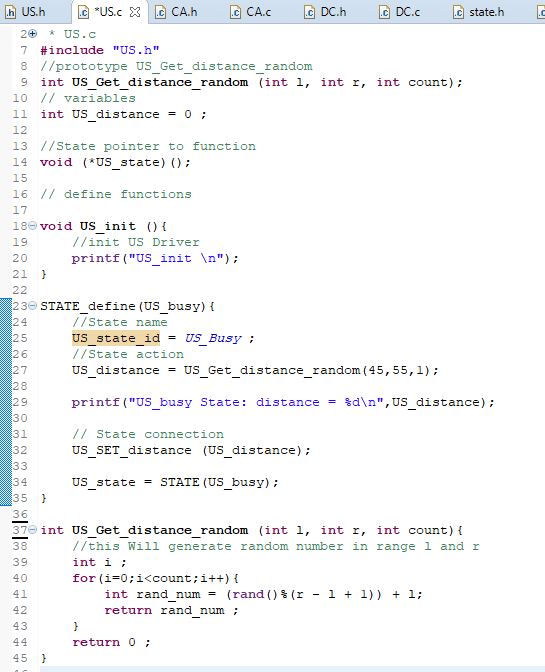 US.h *US.c CA.h CA.c DC.h DC.c state.h
2 * US.c
7 #include "US.h"
8 //prototype US_Get_distance_random
9 int US_Get_distance_random (int l, int r, int count);
10 // variables
11 int US_distance = 0 ;
12
13 //State pointer to function
14 void (*US_state)();
15
16 // define functions
17
18 void US_init (){
19     //init US Driver
20     printf("US_init \n");
21 }
22
23 STATE_define(US_busy){
24     //State name
25     US_state_id = US_Busy ;
26     //State action
27     US_distance = US_Get_distance_random(45,55,1);
28
29     printf("US_busy State: distance = %d\n",US_distance);
30
31     // State connection
32     US_SET_distance (US_distance);
33
34     US_state = STATE(US_busy);
35 }
36
37 int US_Get_distance_random (int l, int r, int count){
38     //this Will generate random number in range l and r
39     int i ;
40     for(i=0;i<count;i++){
41         int rand_num = (rand()%(r - l + 1)) + l;
42         return rand_num ;
43     }
44     return 0 ;
45 }